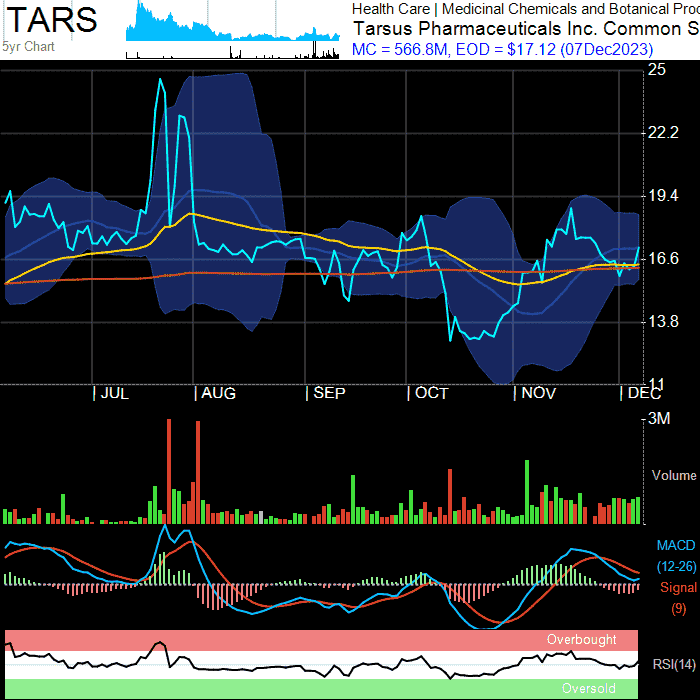 TARS
5yr Chart
Health Care | Medicinal Chemicals and Botanical Proc
Tarsus Pharmaceuticals Inc. Common S
MC = 566.8M, EOD = $17.12 (07Dec2023)
25
22.2
19.4
16.6
13.8
11
| JUL
| AUG
| SEP
| OCT
| NOV
| DEC
3M
Volume
MACD
(12-26)
Signal
(9)
Overbought
RSI(14)
Oversold